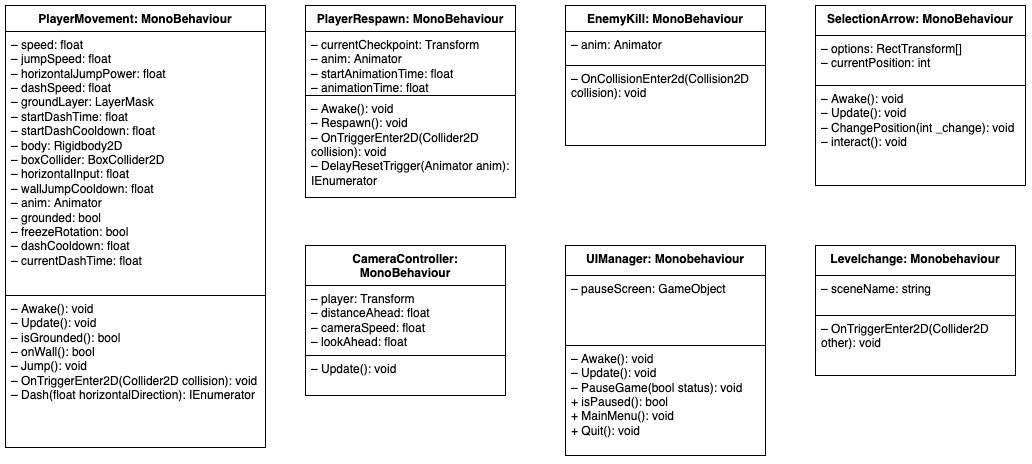 PlayerMovement: MonoBehaviour
– speed: float
– jumpSpeed: float
– horizontalJumpPower: float
– dashSpeed: float
– groundLayer: LayerMask
– startDashTime: float
– startDashCooldown: float
– body: Rigidbody2D
– boxCollider: BoxCollider2D
– horizontalInput: float
– wallJumpCooldown: float
– anim: Animator
– grounded: bool
– freezeRotation: bool
– dashCooldown: float
– currentDashTime: float
– Awake(): void
– Update(): void
– isGrounded(): bool
– onWall(): bool
– Jump(): void
– OnTriggerEnter2D(Collider2D collision): void
– Dash(float horizontalDirection): IEnumerator
PlayerRespawn: MonoBehaviour
– currentCheckpoint: Transform
– anim: Animator
– startAnimationTime: float
– animationTime: float
– Awake(): void
– Respawn(): void
– OnTriggerEnter2D(Collider2D
collision): void
– DelayResetTrigger(Animator anim):
IEnumerator
EnemyKill: MonoBehaviour
– anim: Animator
– OnCollisionEnter2d(Collision2D
collision): void
SelectionArrow: MonoBehaviour
– options: RectTransform[]
– currentPosition: int
– Awake(): void
– Update(): void
– ChangePosition(int _change): void
– interact(): void
CameraController:
MonoBehaviour
– player: Transform
– distanceAhead: float
– cameraSpeed: float
– lookAhead: float
– Update(): void
UIManager: Monobehaviour
– pauseScreen: GameObject
– Awake(): void
– Update(): void
– PauseGame(bool status): void
+ isPaused(): bool
+ MainMenu(): void
+ Quit(): void
Levelchange: Monobehaviour
– sceneName: string
– OnTriggerEnter2D(Collider2D
other): void